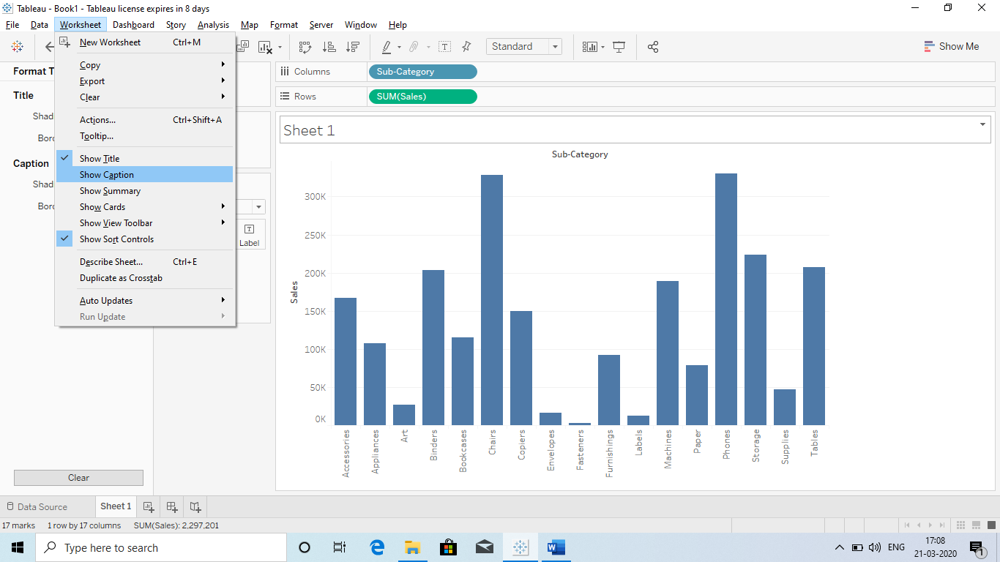 Tableau - Book1 - Tableau license expires in 8 days
File Data Worksheet Dashboard Story Analysis Map Format Server Window Help
New Worksheet Ctrl+M
Copy
Export
Clear
Actions... Ctrl+Shift+A
Tooltip...
Show Title
Show Caption
Show Summary
Show Cards
Show View Toolbar
Show Sort Controls
Describe Sheet... Ctrl+E
Duplicate as Crosstab
Auto Updates
Run Update
Standard
Show Me
Format T
Title
Shad
Bord
Caption
Shad
Bord
Clear
T
Label
Columns Sub-Category
Rows SUM(Sales)
Sheet 1
Sub-Category
Sales
300K
250K
200K
150K
100K
50K
0K
Accessories
Appliances
Art
Binders
Bookcases
Chairs
Copiers
Envelopes
Fasteners
Furnishings
Labels
Machines
Paper
Phones
Storage
Supplies
Tables
Data Source Sheet 1
17 marks 1 row by 17 columns SUM(Sales): 2,297,201
Type here to search
ENG
17:08
21-03-2020
1